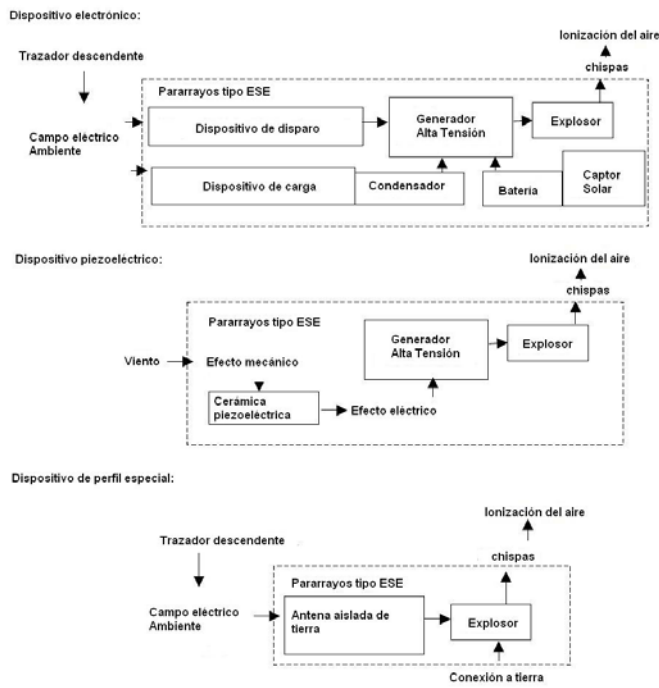 Dispositivo electrónico:
Ionización del aire
chispas
Trazador descendente
Pararrayos tipo ESE
Campo eléctrico
Ambiente
Dispositivo de disparo
Generador
Alta Tensión
Explosor
Dispositivo de carga
Condensador
Batería
Captor
Solar
Dispositivo piezoeléctrico:
Ionización del aire
chispas
Pararrayos tipo ESE
Viento
Efecto mecánico
Generador
Alta Tensión
Explosor
Cerámica
piezoeléctrica
Efecto eléctrico
Dispositivo de perfil especial:
Ionización del aire
Trazador descendente
chispas
Pararrayos tipo ESE
Campo eléctrico
Ambiente
Antena aislada de
tierra
Explosor
Conexión a tierra